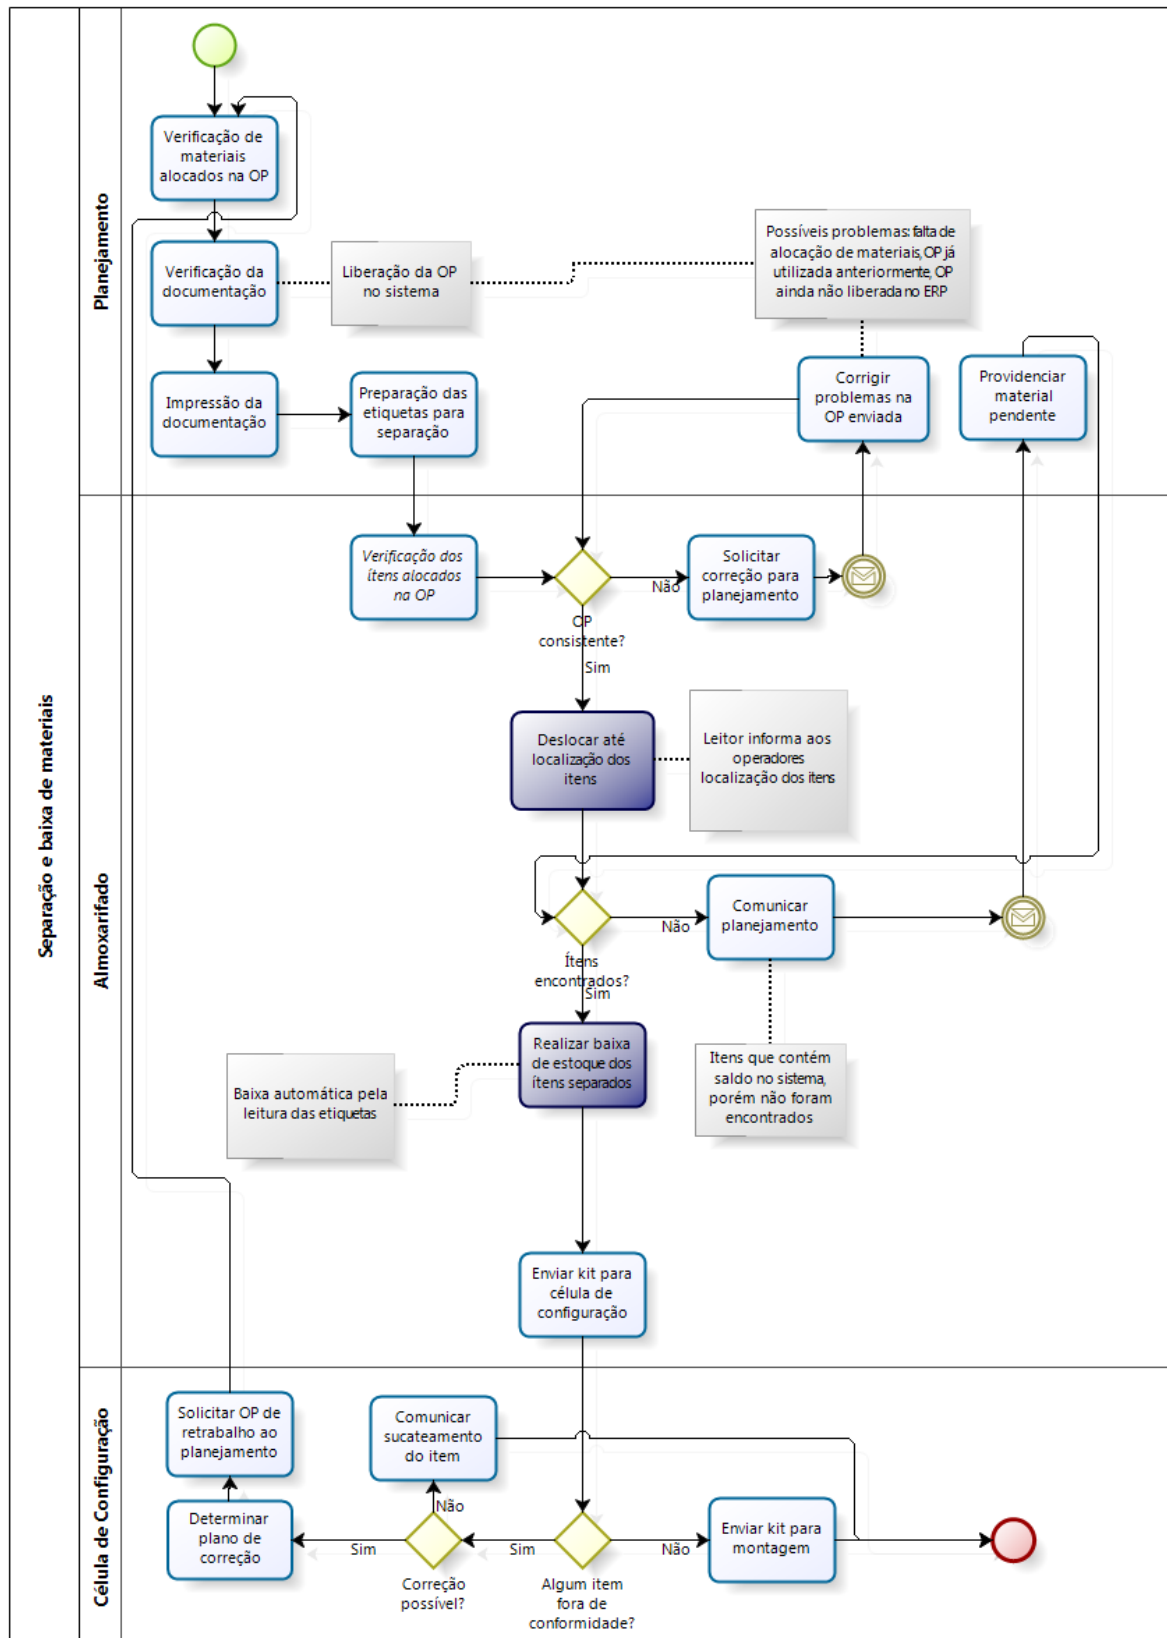 Separação e baixa de materiais
Planejamento
Verificação de
materiais
alocados na OP
Verificação da
documentação
Liberação da OP
no sistema
Possíveis problemas: falta de
alocação de materiais, OP já
utilizada anteriormente, OP
ainda não liberada no ERP
Impressão da
documentação
Preparação das
etiquetas para
separação
Corrigir
problemas na
OP enviada
Providenciar
material
pendente
Almoxarifado
Verificação dos
ítens alocados
na OP
OP
consistente?
Não
Solicitar
correção para
planejamento
Sim
Deslocar até
localização dos
itens
Leitor informa aos
operadores
localização dos itens
Ítens
encontrados?
Não
Comunicar
planejamento
Sim
Realizar baixa
de estoque dos
ítens separados
Baixa automática pela
leitura das etiquetas
Itens que contém
saldo no sistema,
porém não foram
encontrados
Enviar kit para
célula de
configuração
Célula de Configuração
Solicitar OP de
retrabalho ao
planejamento
Comunicar
sucateamento
do item
Não
Determinar
plano de
correção
Sim
Correção
possível?
Sim
Algum item
fora de
conformidade?
Não
Enviar kit para
montagem